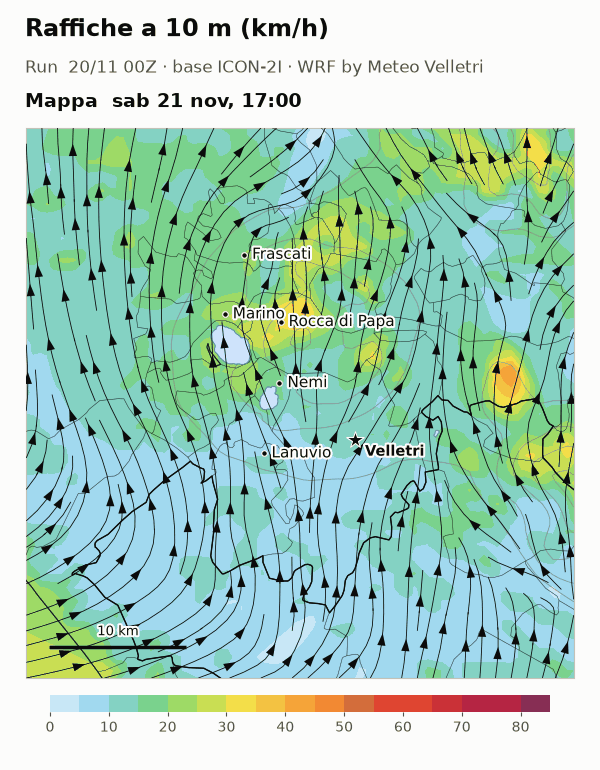 Raffiche a 10 m (km/h)
Run 20/11 00Z · base ICON-2I · WRF by Meteo Velletri
Mappa sab 21 nov, 17:00
Frascati
Marino
Rocca di Papa
Nemi
Velletri
Lanuvio
10 km
0 10 20 30 40 50 60 70 80